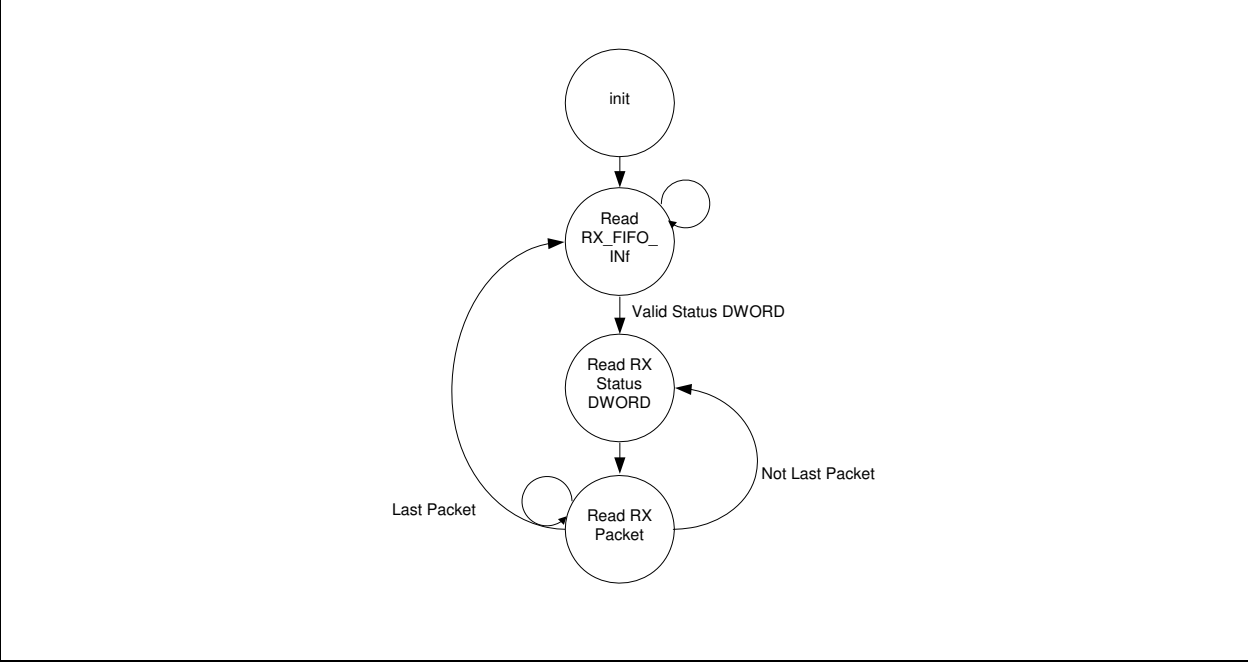 init
Read
RX_FIFO_
INf
Valid Status DWORD
Read RX
Status
DWORD
Not Last Packet
Last Packet
Read RX
Packet